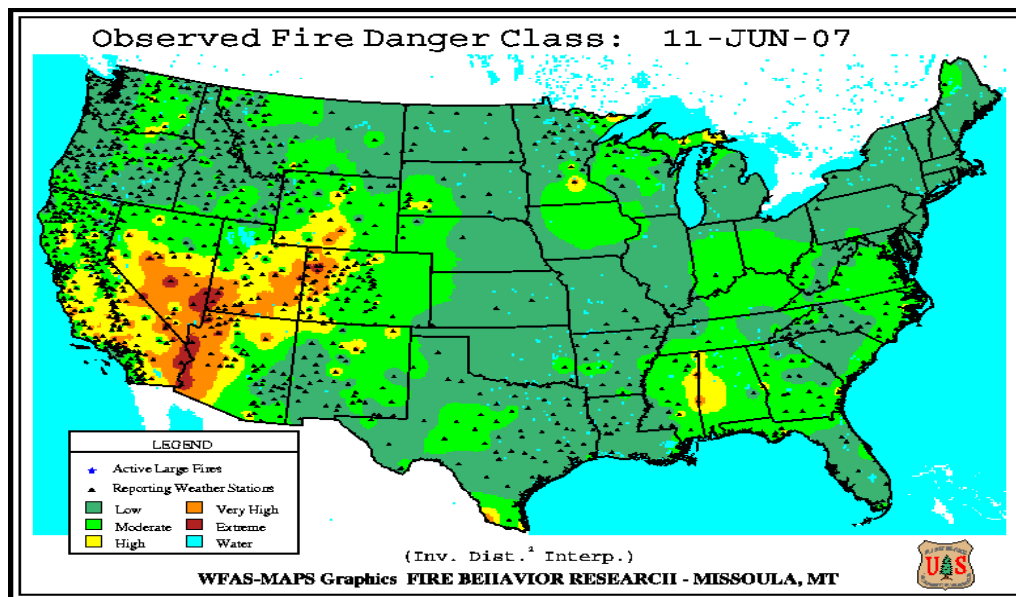 Observed Fire Danger Class: 11-JUN-07
LEGEND
Active Large Fires
Reporting Weather Stations
Low
Very High
Moderate
Extreme
High
Water
(Inv. Dist.² Interp.)
WFAS-MAPS Graphics FIRE BEHAVIOR RESEARCH - MISSOULA, MT
U S